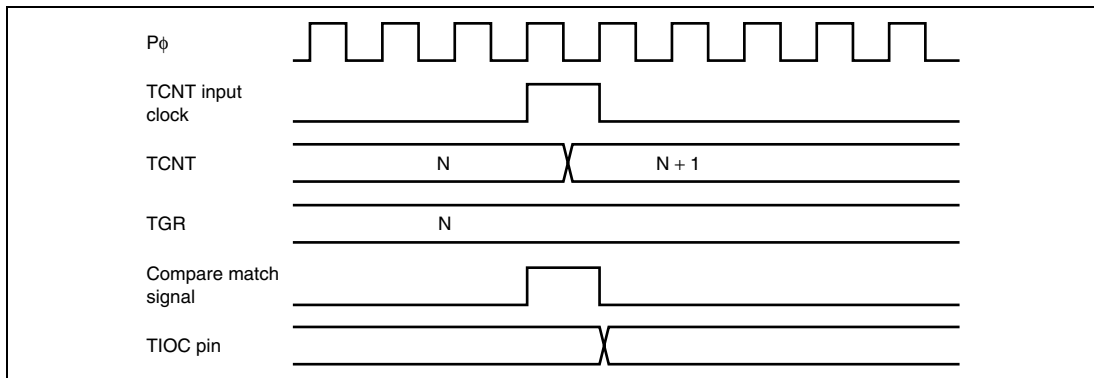 Pϕ
TCNT input
clock
TCNT
N
N + 1
TGR
N
Compare match
signal
TIOC pin